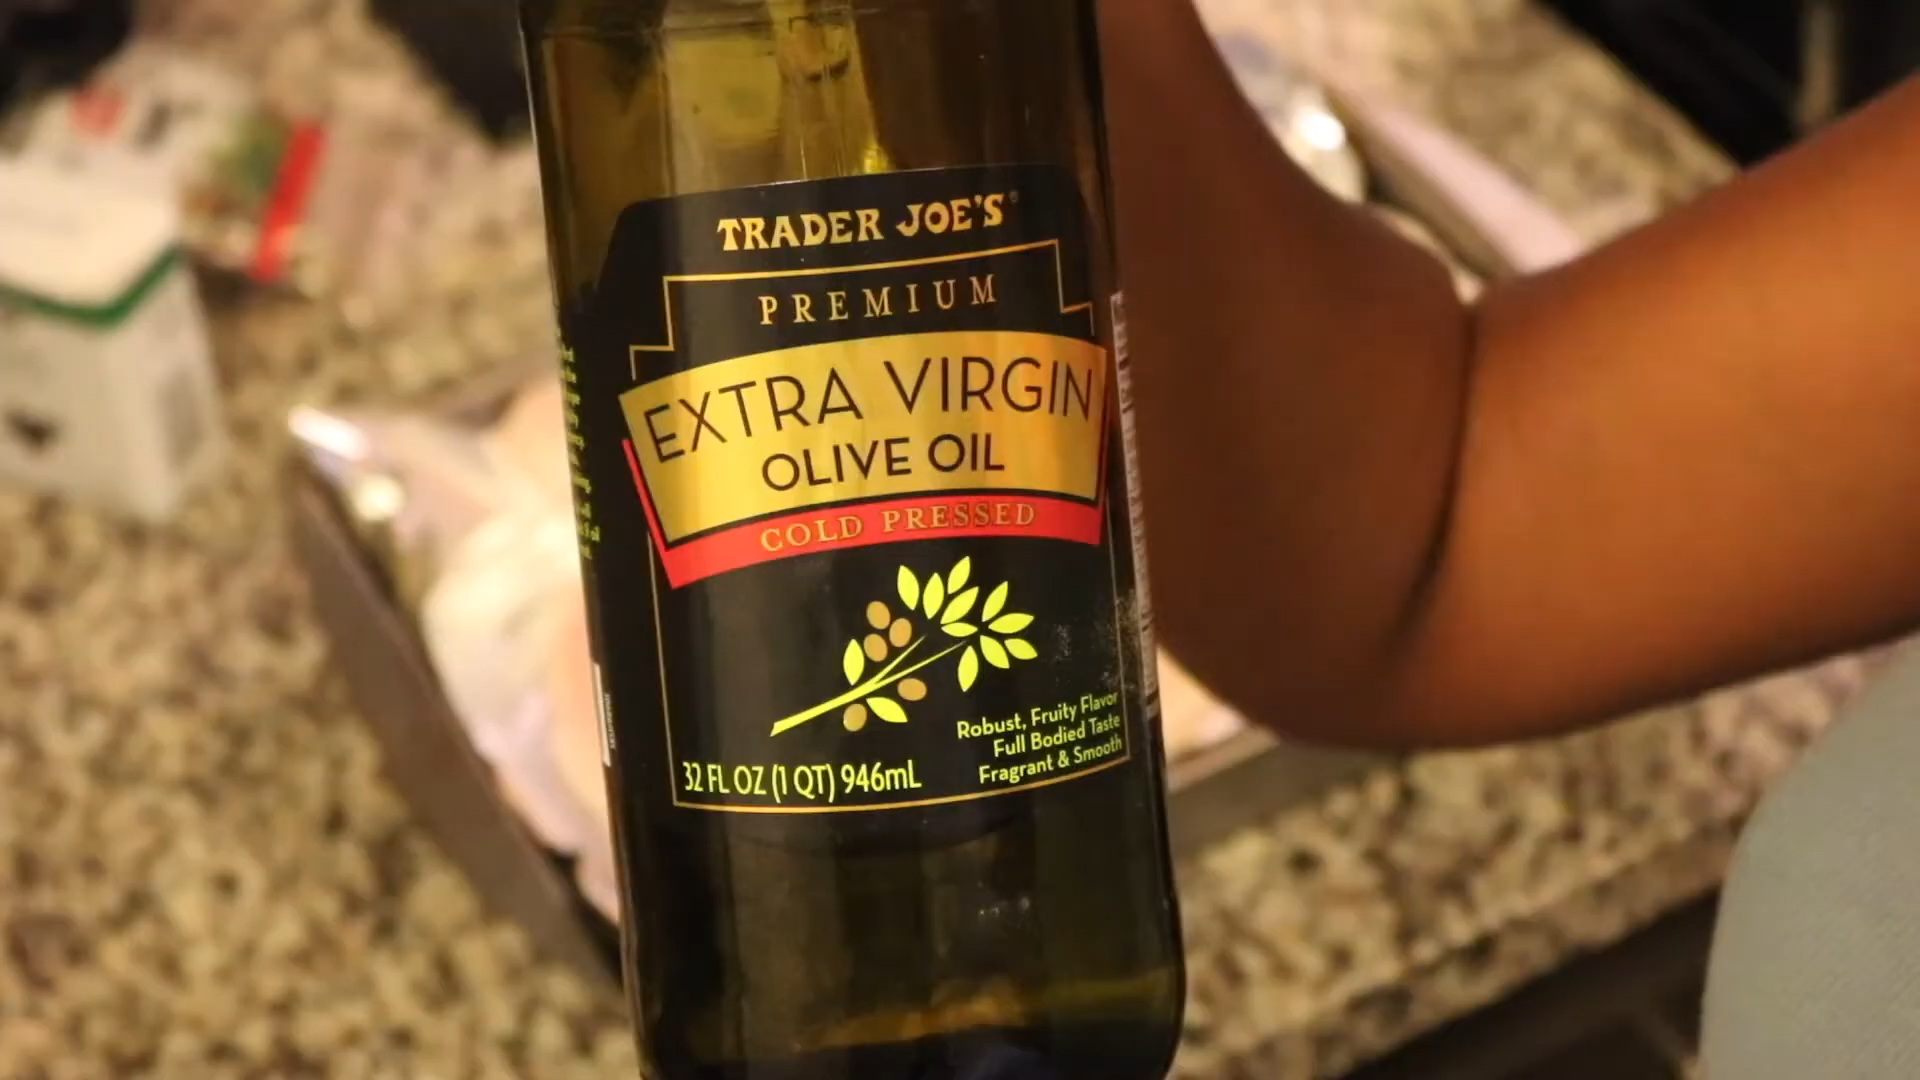 TRADER JOE'S®
PREMIUM
EXTRA VIRGIN
OLIVE OIL
COLD PRESSED
Robust, Fruity Flavor
Full Bodied Taste
Fragrant & Smooth
32 FL OZ (1 QT) 946mL